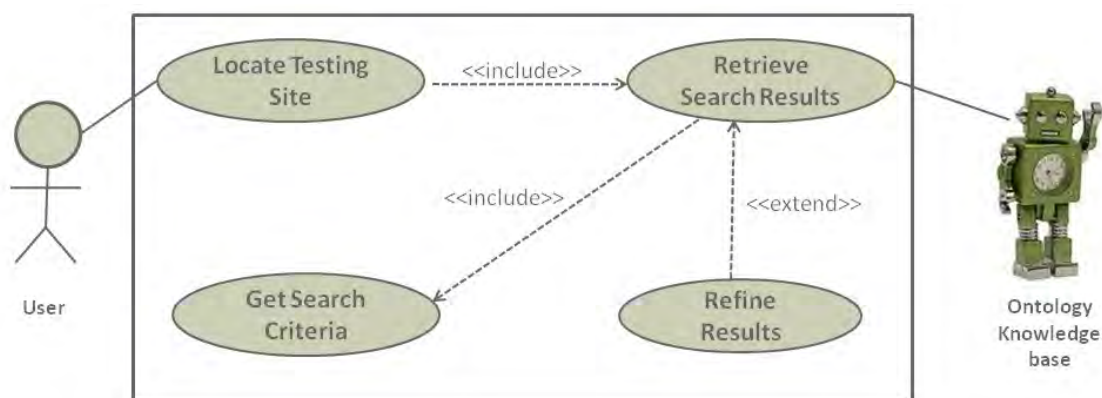 Locate Testing
Site
<<include>>
Retrieve
Search Results
<<include>>
<<extend>>
Get Search
Criteria
Refine
Results
User
Ontology
Knowledge
base